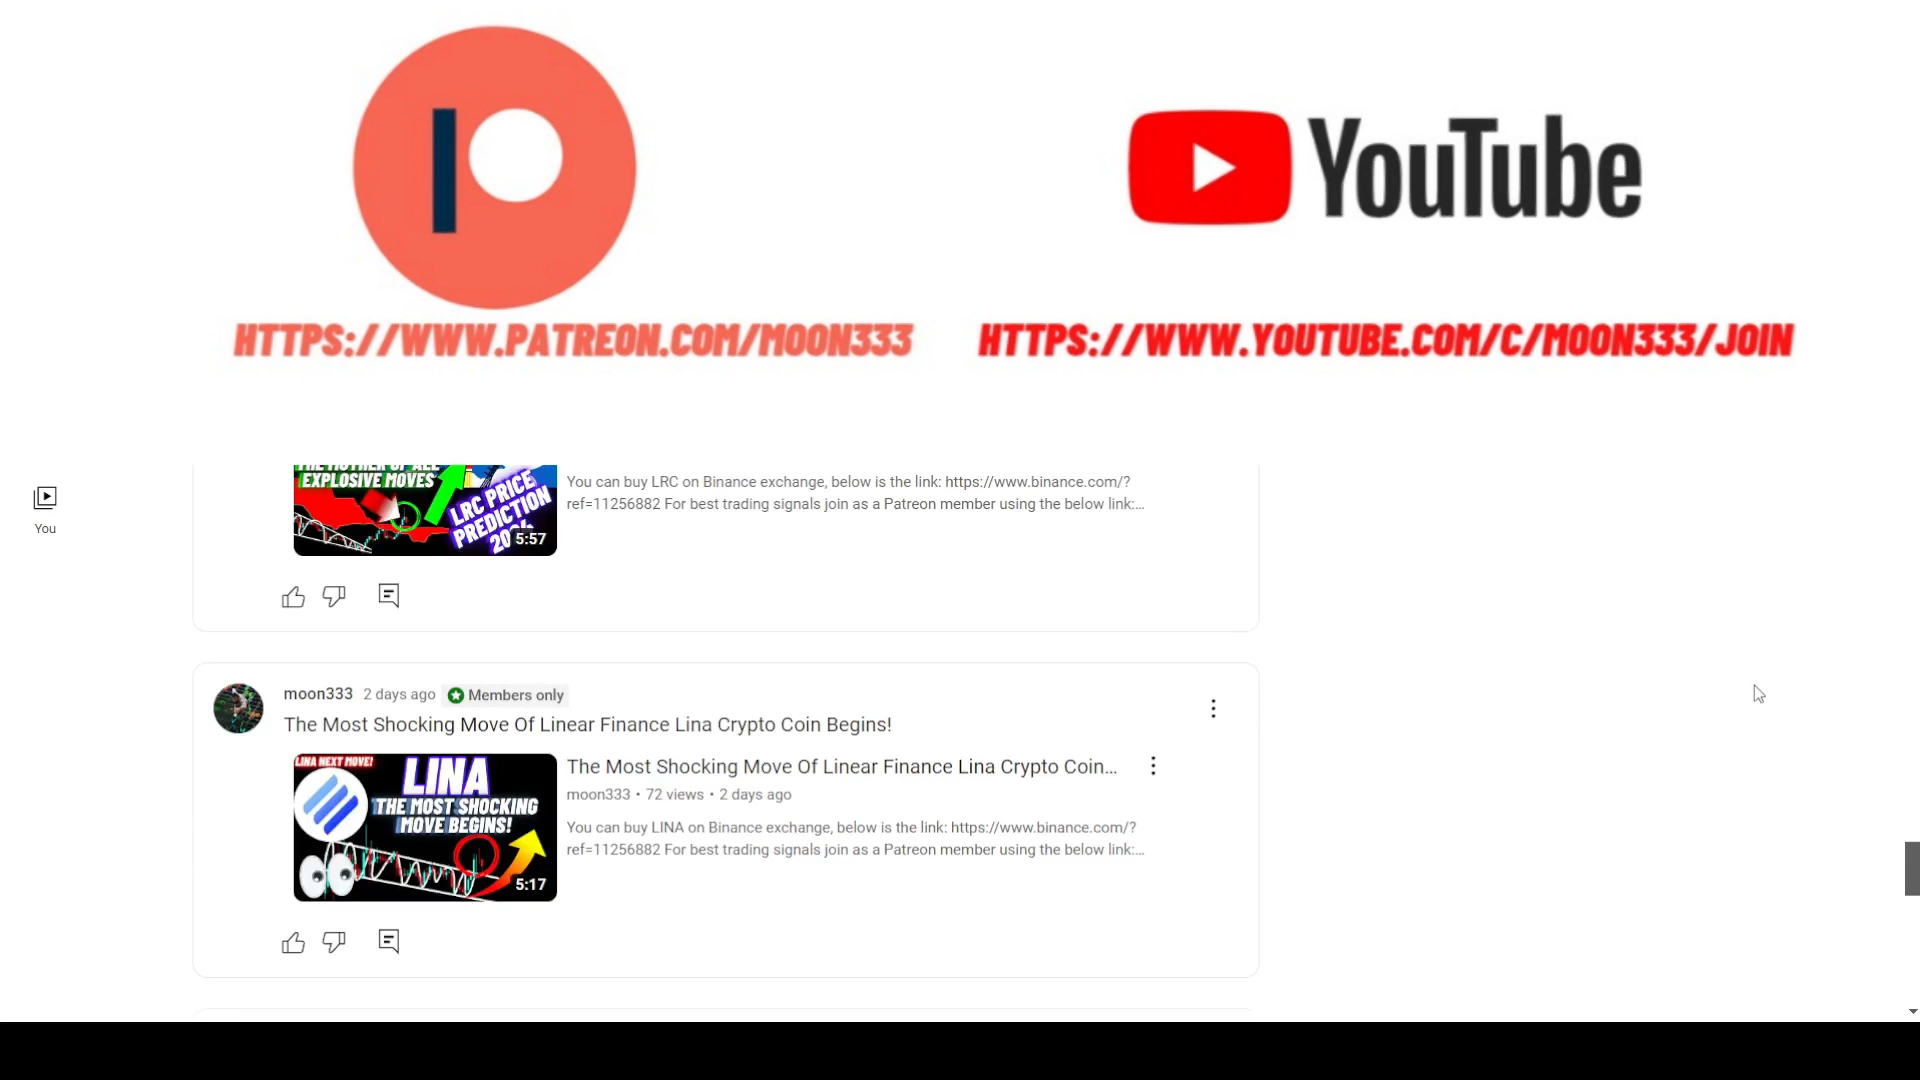 YouTube
HTTPS://WWW.PATREON.COM/MOON333
HTTPS://WWW.YOUTUBE.COM/C/MOON333/JOIN
You
THE MOTHER OF ALL
EXPLOSIVE MOVES
LRC PRICE
PREDICTION
5:57
You can buy LRC on Binance exchange, below is the link: https://www.binance.com/?
ref=11256882 For best trading signals join as a Patreon member using the below link:...
moon333 2 days ago Members only
The Most Shocking Move Of Linear Finance Lina Crypto Coin Begins!
LINA NEXT MOVE!
LINA
THE MOST SHOCKING
MOVE BEGINS!
5:17
The Most Shocking Move Of Linear Finance Lina Crypto Coin...
moon333 • 72 views • 2 days ago
You can buy LINA on Binance exchange, below is the link: https://www.binance.com/?
ref=11256882 For best trading signals join as a Patreon member using the below link:...